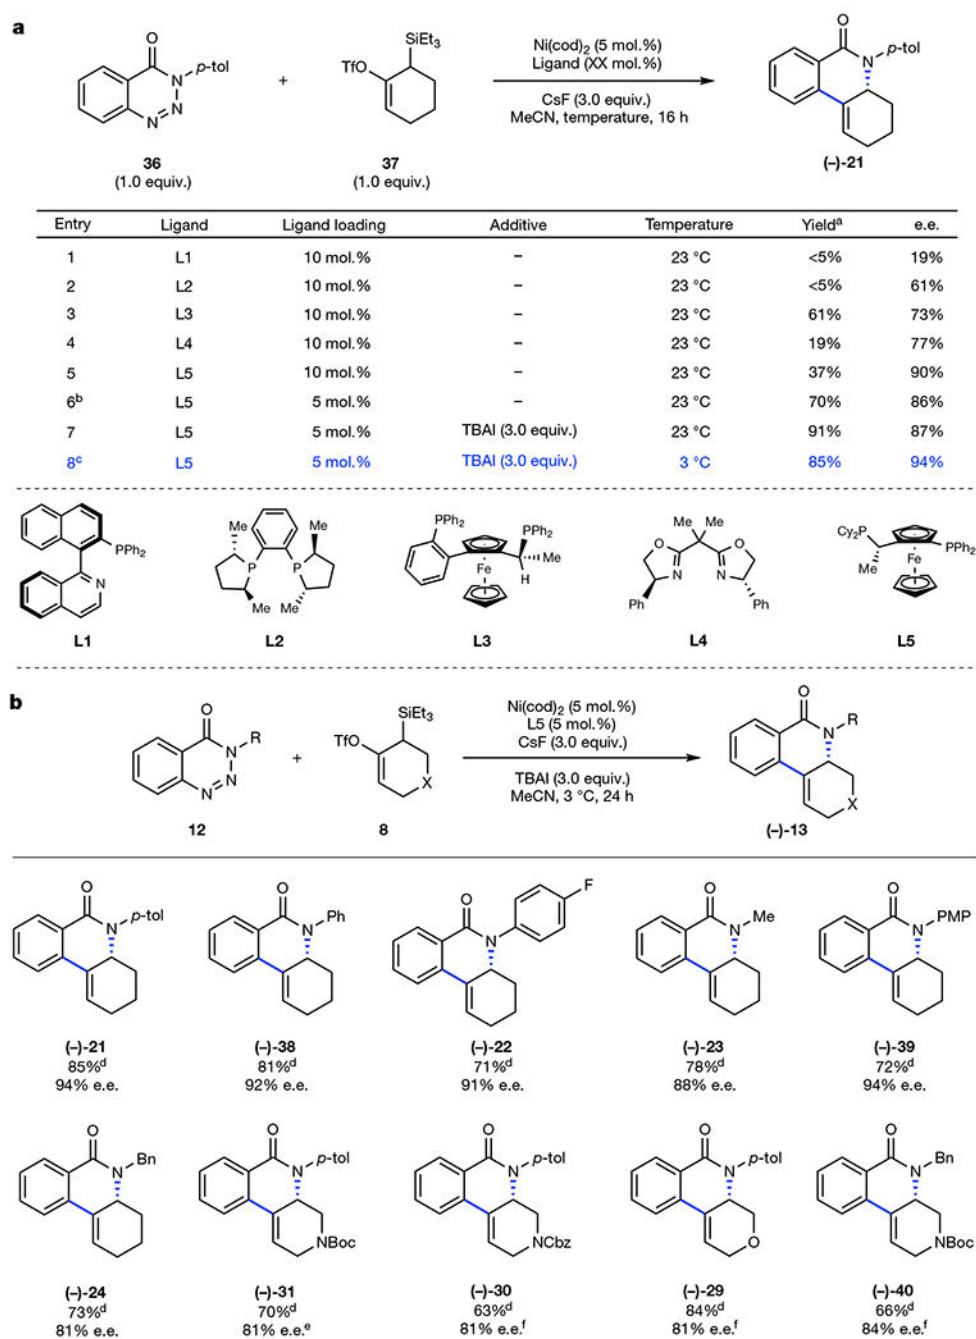 a
O
N
p-tol
N
N
36
(1.0 equiv.)
+
SiEt3
TfO
37
(1.0 equiv.)
Ni(cod)2 (5 mol.%)
Ligand (XX mol.%)
CsF (3.0 equiv.)
MeCN, temperature, 16 h
O
N
p-tol
(–)-21
Entry Ligand Ligand loading Additive Temperature Yielda e.e.
1 L1 10 mol.% – 23 °C <5% 19%
2 L2 10 mol.% – 23 °C <5% 61%
3 L3 10 mol.% – 23 °C 61% 73%
4 L4 10 mol.% – 23 °C 19% 77%
5 L5 10 mol.% – 23 °C 37% 90%
6b L5 5 mol.% – 23 °C 70% 86%
7 L5 5 mol.% TBAI (3.0 equiv.) 23 °C 91% 87%
8c L5 5 mol.% TBAI (3.0 equiv.) 3 °C 85% 94%
PPh2
N
L1
Me
Me
P
P
Me
Me
L2
PPh2
PPh2
Me
Fe
H
L3
Me Me
O
O
N
N
Ph
Ph
L4
Cy2P
Me
Fe
PPh2
L5
b
O
N
R
N
N
12
+
SiEt3
TfO
X
8
Ni(cod)2 (5 mol.%)
L5 (5 mol.%)
CsF (3.0 equiv.)
TBAI (3.0 equiv.)
MeCN, 3 °C, 24 h
O
N
R
X
(–)-13
O
N
p-tol
(–)-21
85%d
94% e.e.
O
N
Ph
(–)-38
81%d
92% e.e.
O
N
F
(–)-22
71%d
91% e.e.
O
N
Me
(–)-23
78%d
88% e.e.
O
N
PMP
(–)-39
72%d
94% e.e.
O
N
Bn
(–)-24
73%d
81% e.e.
O
N
p-tol
NBoc
(–)-31
70%d
81% e.e.e
O
N
p-tol
NCbz
(–)-30
63%d
81% e.e.f
O
N
p-tol
O
(–)-29
84%d
81% e.e.f
O
N
Bn
NBoc
(–)-40
66%d
84% e.e.f